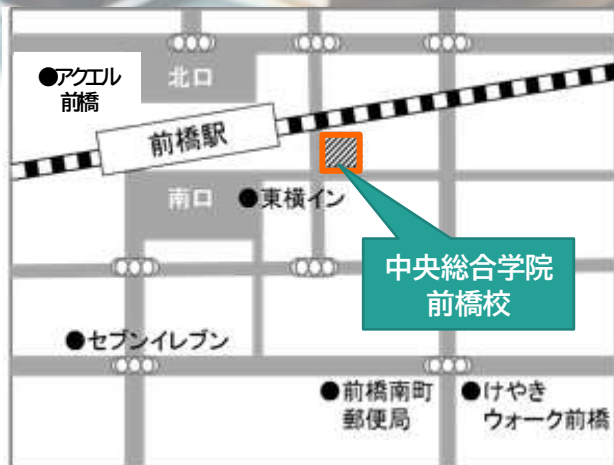 ●アクエル
前橋
北口
前橋駅
南口
●東横イン
中央総合学院
前橋校
●セブンイレブン
●前橋南町
郵便局
●けやき
ウォーク前橋